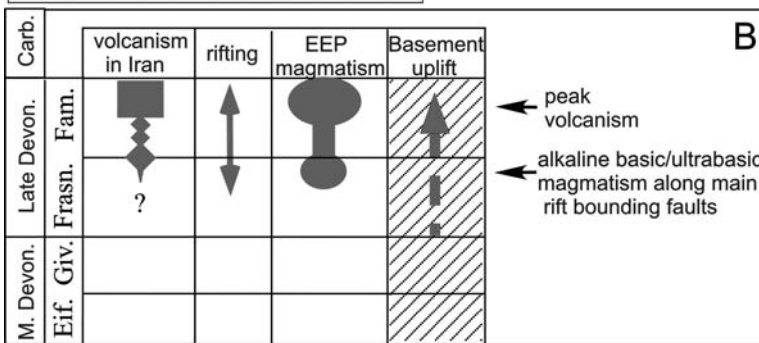 B
Carb.
volcanism
in Iran
rifting
EEP
magmatism
Basement
uplift
Late Devon.
Fam.
Frasn.
?
M. Devon.
Giv.
Eif.
peak
volcanism
alkaline basic/ultrabasic
magmatism along main
rift bounding faults